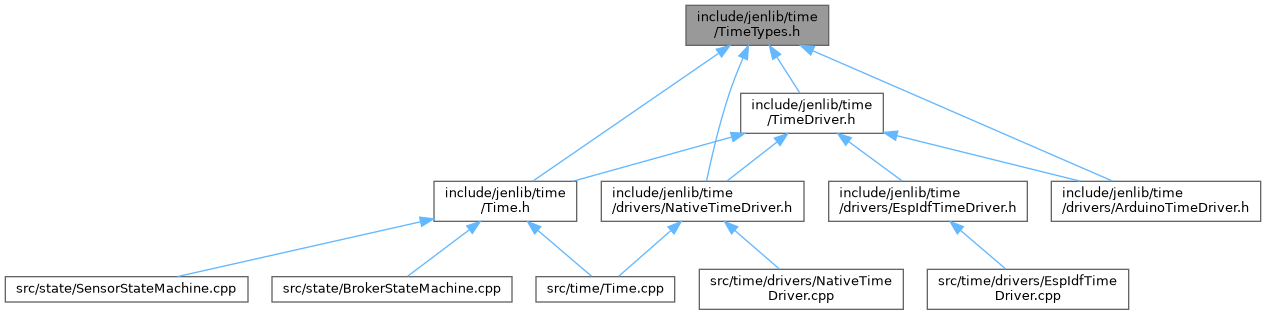 include/jenlib/time
/TimeTypes.h
include/jenlib/time
/TimeDriver.h
include/jenlib/time
/Time.h
include/jenlib/time
/drivers/NativeTimeDriver.h
include/jenlib/time
/drivers/EspIdfTimeDriver.h
include/jenlib/time
/drivers/ArduinoTimeDriver.h
src/state/SensorStateMachine.cpp
src/state/BrokerStateMachine.cpp
src/time/Time.cpp
src/time/drivers/NativeTime
Driver.cpp
src/time/drivers/EspIdfTime
Driver.cpp